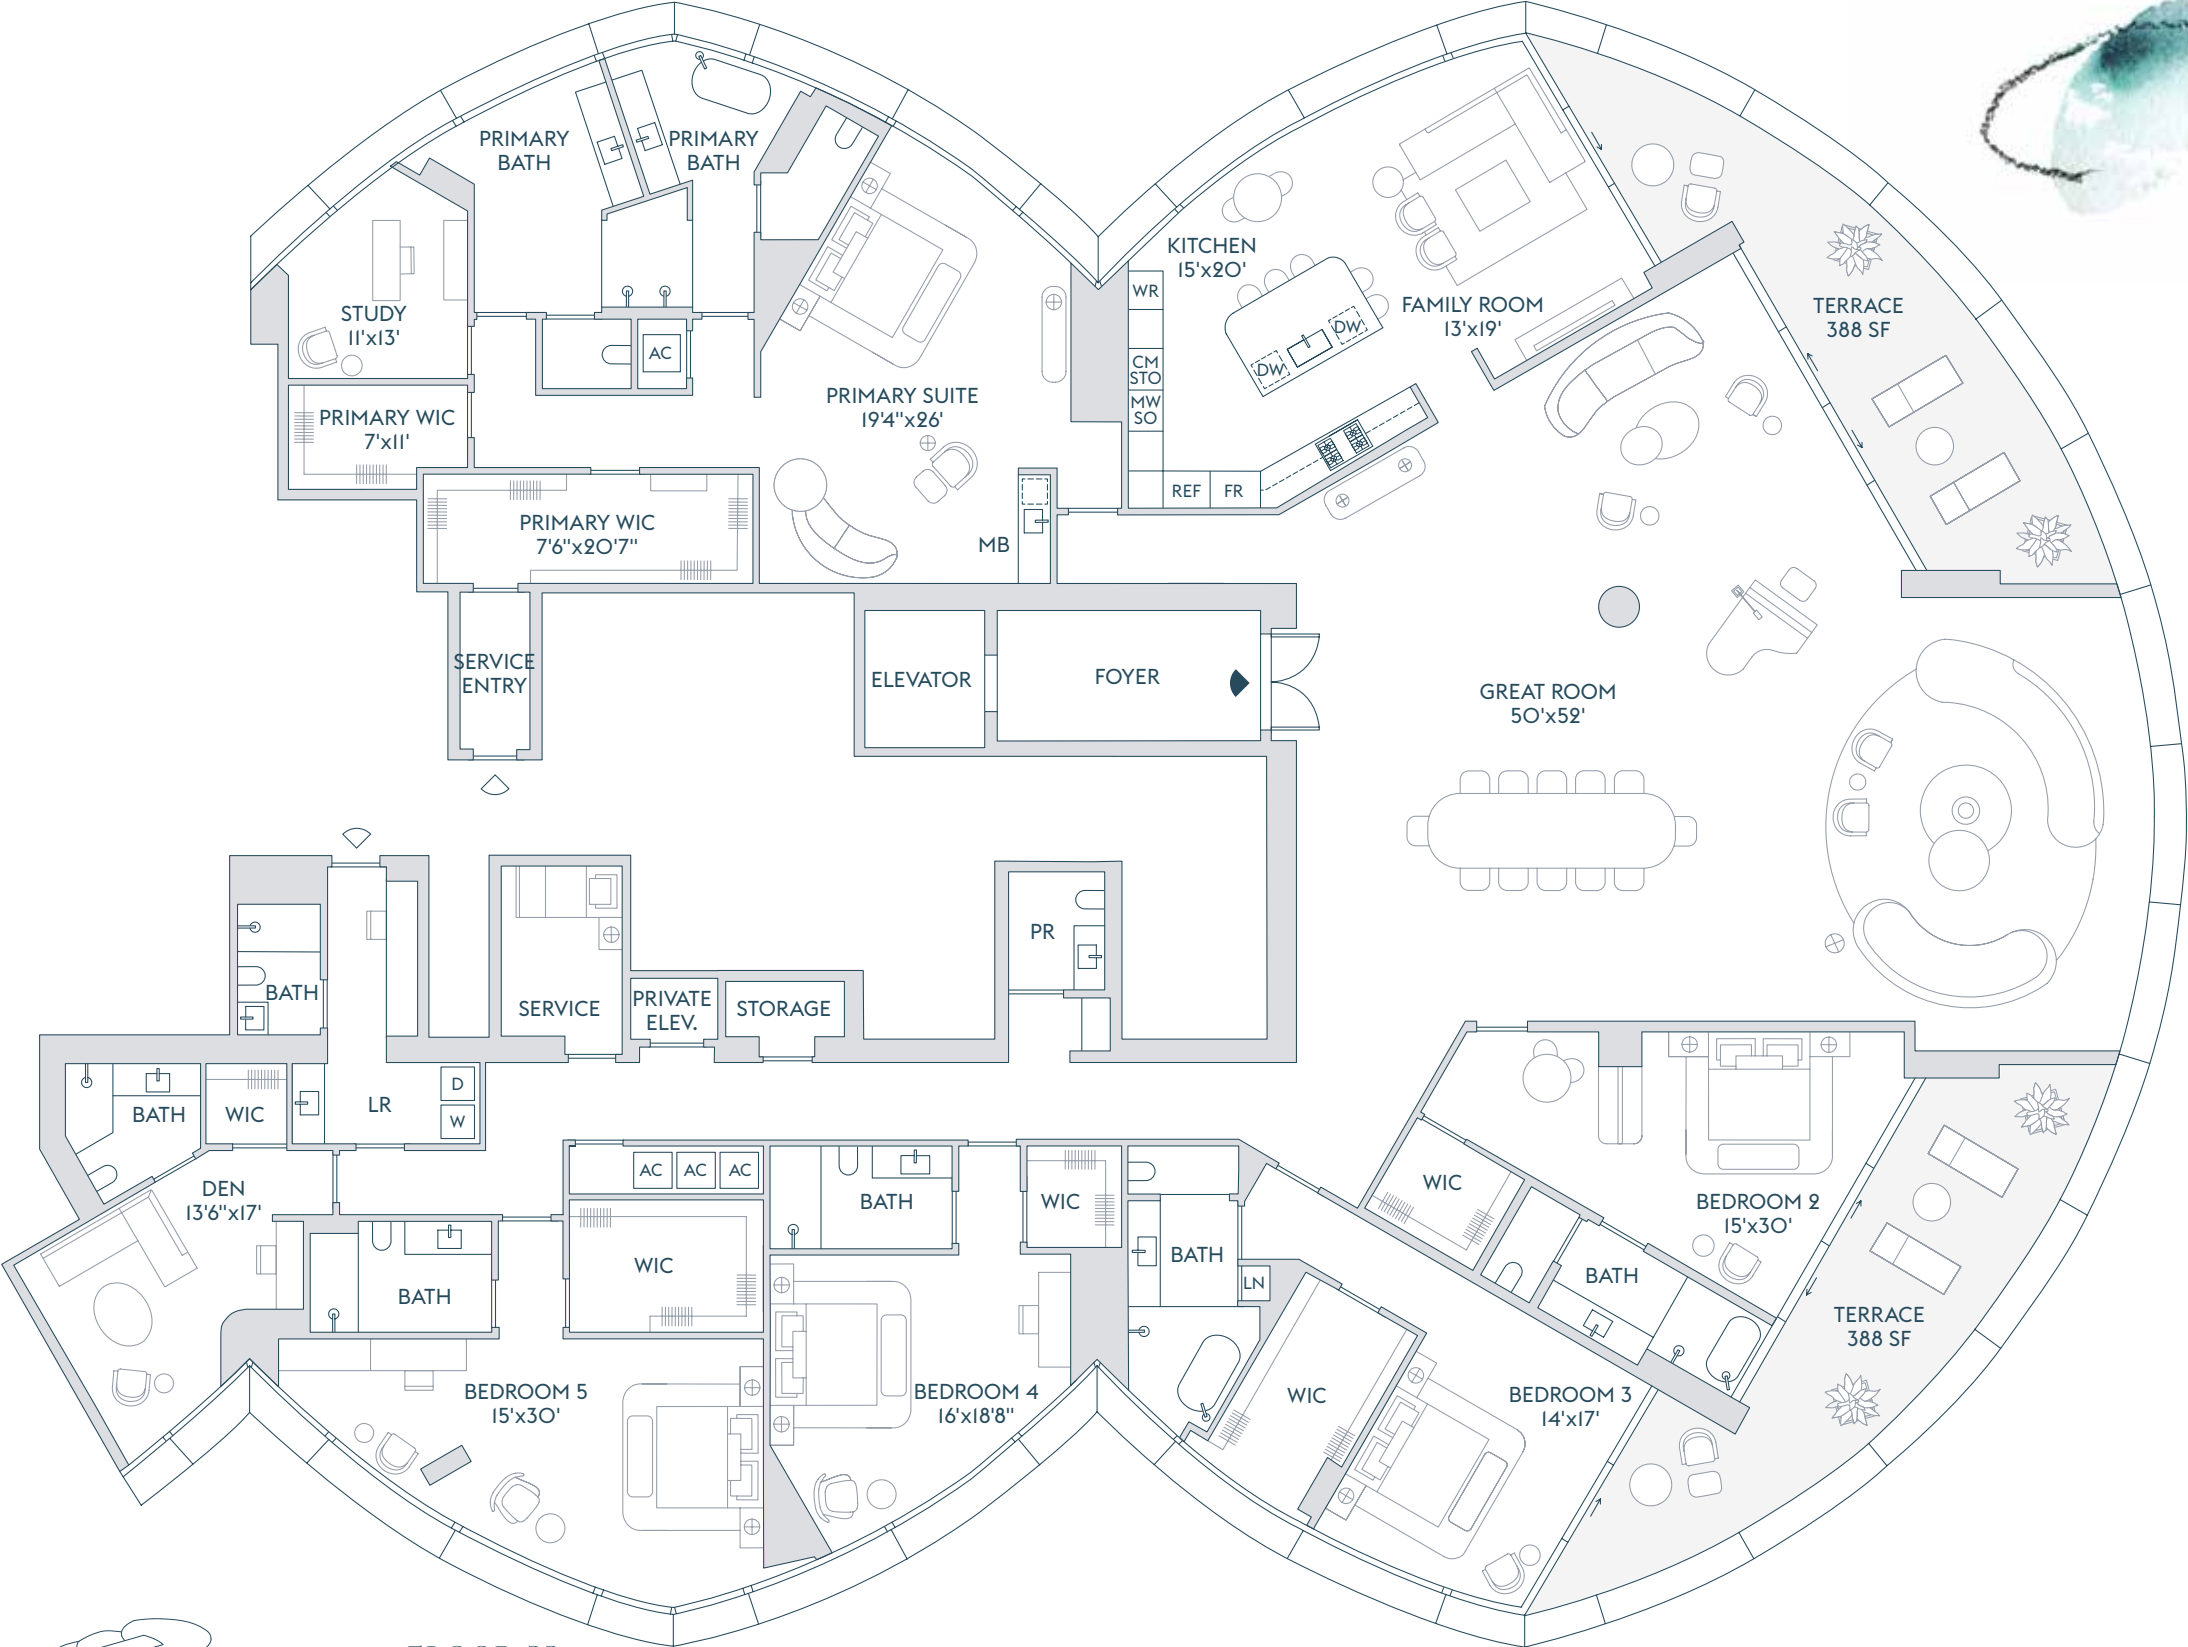 PRIMARY
BATH
PRIMARY
BATH
STUDY
11'x13'
AC
PRIMARY WIC
7'x11'
PRIMARY SUITE
19'4"x26'
PRIMARY WIC
7'6"x20'7"
MB
KITCHEN
15'x20'
WR
CM
STO
MW
SO
REF
FR
DW
DW
FAMILY ROOM
13'x19'
TERRACE
388 SF
SERVICE
ENTRY
ELEVATOR
FOYER
GREAT ROOM
50'x52'
BATH
SERVICE
PRIVATE
ELEV.
STORAGE
PR
BATH
WIC
LR
D
W
DEN
13'6"x17'
BATH
AC
AC
AC
WIC
BATH
WIC
BATH
LN
WIC
WIC
BATH
BEDROOM 2
15'x30'
TERRACE
388 SF
BEDROOM 5
15'x30'
BEDROOM 4
16'x18'8"
BEDROOM 3
14'x17'